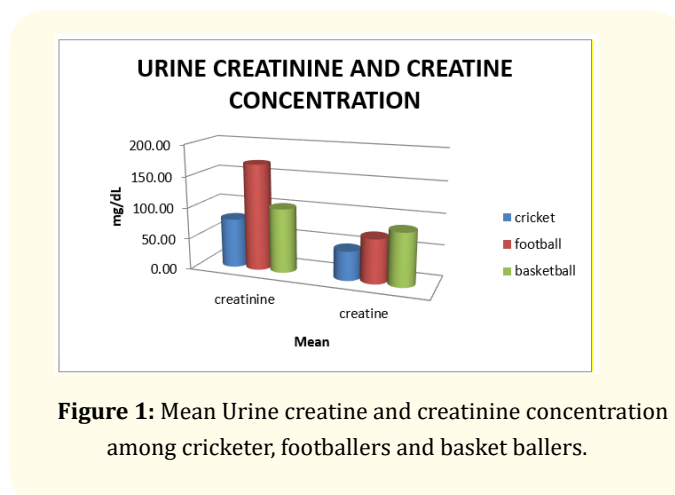 URINE CREATININE AND CREATINE
CONCENTRATION
200.00
150.00
100.00
50.00
0.00
mg/dL
creatinine
creatine
Mean
cricket
football
basketball
Figure 1: Mean Urine creatine and creatinine concentration
among cricketer, footballers and basket ballers.